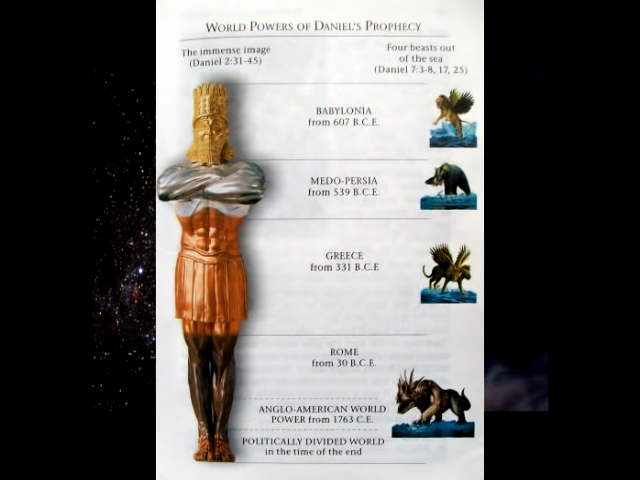 WORLD POWERS OF DANIEL'S PROPHECY
The immense image
(Daniel 2:31-45)
Four beasts out
of the sea
(Daniel 7:3-8, 17, 25)
BABYLONIA
from 607 B.C.E.
MEDO-PERSIA
from 539 B.C.E.
GREECE
from 331 B.C.E
ROME
from 30 B.C.E.
ANGLO-AMERICAN WORLD
POWER from 1763 C.E.
POLITICALLY DIVIDED WORLD
in the time of the end